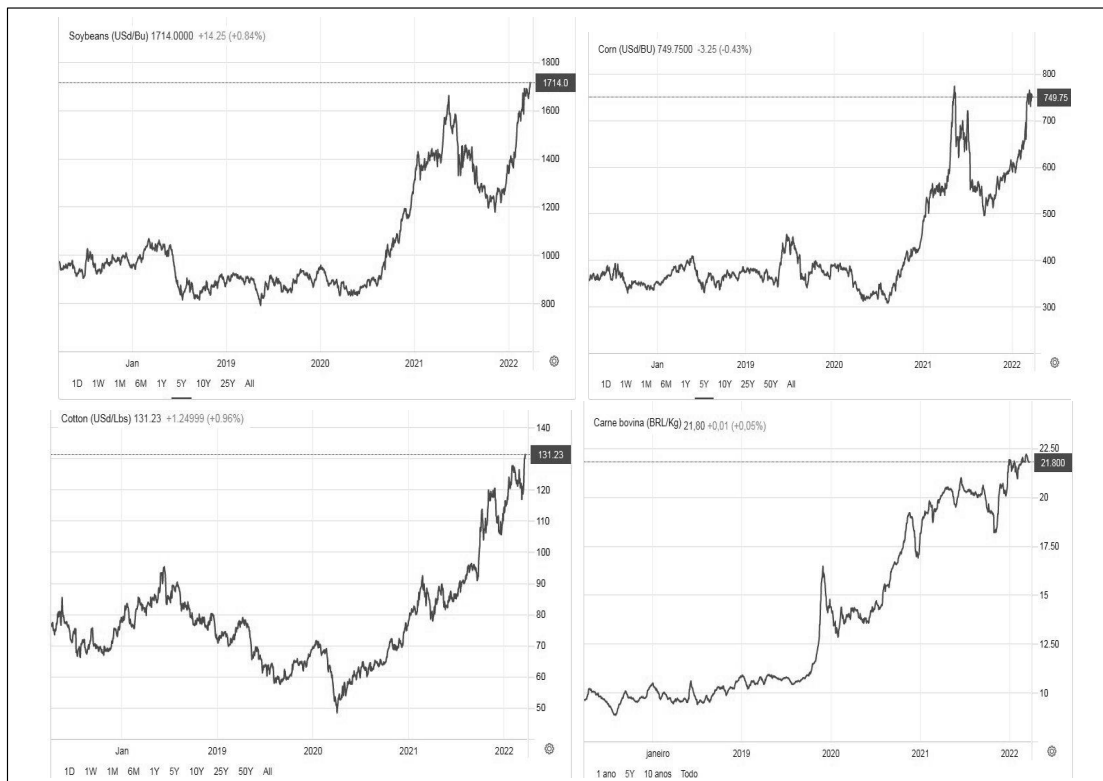 Soybeans (USd/Bu) 1714.0000 +14.25 (+0.84%)
1800
1714.0
1600
1400
1200
1000
800
Jan 2019 2020 2021 2022
1D 1W 1M 6M 1Y 5Y 10Y 25Y All
Corn (USd/BU) 749.7500 -3.25 (-0.43%)
800
749.75
700
600
500
400
300
Jan 2019 2020 2021 2022
1D 1W 1M 6M 1Y 5Y 10Y 25Y 50Y All
Cotton (USd/Lbs) 131.23 +1.24999 (+0.96%)
140
131.23
120
110
100
90
80
70
60
50
Jan 2019 2020 2021 2022
1D 1W 1M 6M 1Y 5Y 10Y 25Y 50Y All
Carne bovina (BRL/Kg) 21,80 +0,01 (+0,05%)
22.50
21.800
20
17.50
15
12.50
10
janeiro 2019 2020 2021 2022
1 ano 5Y 10 anos Todo